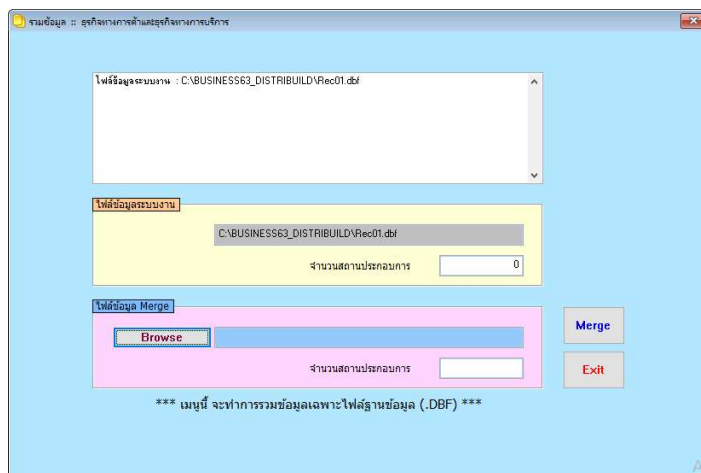 รวมข้อมูล :: ธุรกิจทางการค้าและธุรกิจทางการบริการ
ไฟล์ข้อมูลระบบงาน : C:\BUSINESS63_DISTRIBUILD\Rec01.dbf
ไฟล์ข้อมูลระบบงาน
C:\BUSINESS63_DISTRIBUILD\Rec01.dbf
จำนวนสถานประกอบการ 0
ไฟล์ข้อมูล Merge
Browse
Merge
จำนวนสถานประกอบการ
Exit
*** เมนูนี้ จะทำการรวมข้อมูลเฉพาะไฟล์ฐานข้อมูล (.DBF) ***
A